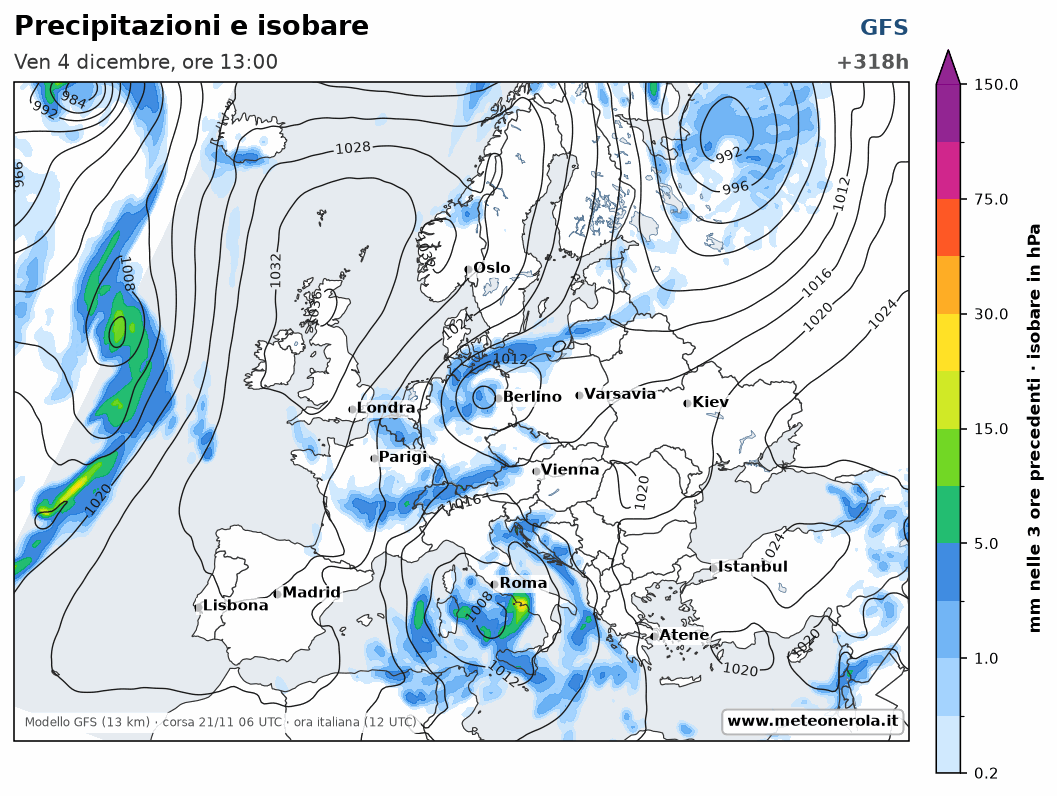 Precipitazioni e isobare
GFS
Ven 4 dicembre, ore 13:00
+318h
984
992
996
1008
1020
1028
1032
1036
1024
1012
992
996
1012
1016
1020
1024
Oslo
Londra
Berlino
Varsavia
Kiev
Parigi
Vienna
1016
1020
1024
Lisbona
Madrid
Roma
1008
1012
Istanbul
Atene
1020
1020
Modello GFS (13 km) · corsa 21/11 06 UTC · ora italiana (12 UTC)
www.meteonerola.it
150.0
75.0
30.0
15.0
5.0
1.0
0.2
mm nelle 3 ore precedenti · isobare in hPa